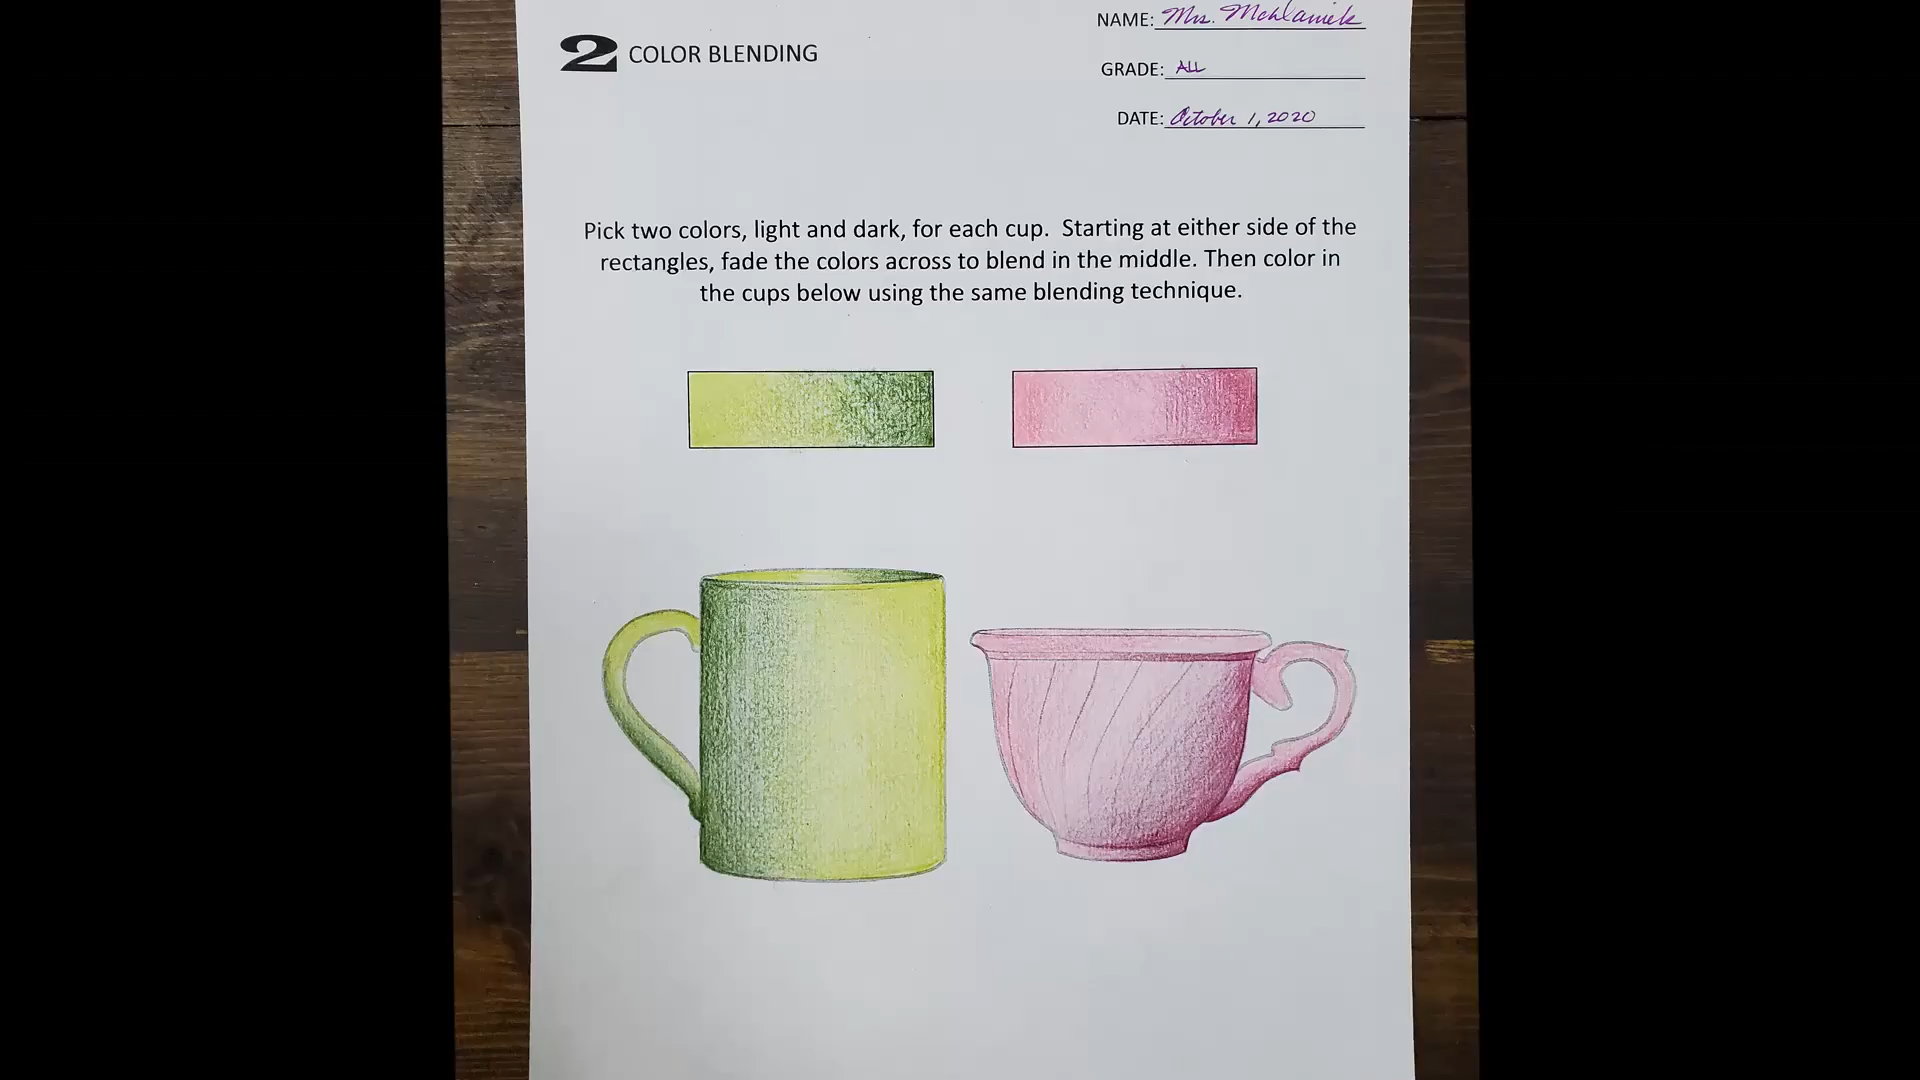 2 COLOR BLENDING
NAME: Mrs.
GRADE: ALL
DATE: October 1, 2020
Pick two colors, light and dark, for each cup.  Starting at either side of the
rectangles, fade the colors across to blend in the middle. Then color in
the cups below using the same blending technique.